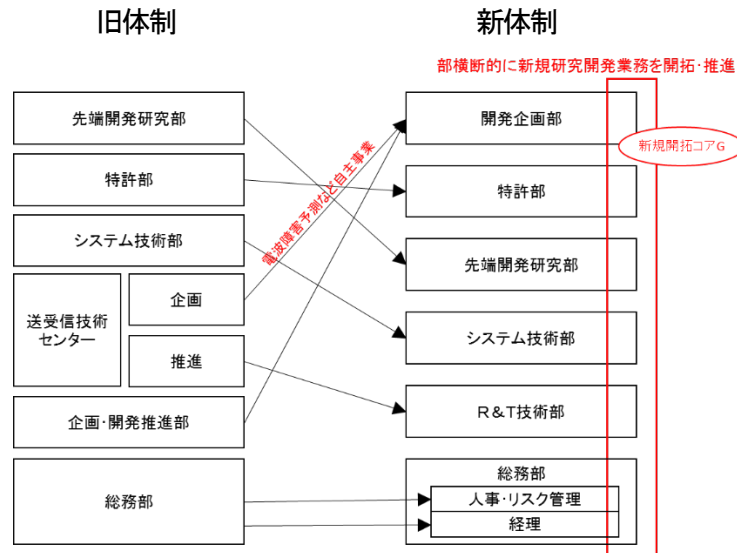 旧体制
新体制
部横断的に新規研究開発業務を開拓・推進
先端開発研究部
特許部
システム技術部
送受信技術
センター
企画
推進
企画・開発推進部
総務部
電波障害予測など自主事業
開発企画部
新規開拓コアG
特許部
先端開発研究部
システム技術部
R&T技術部
総務部
人事・リスク管理
経理